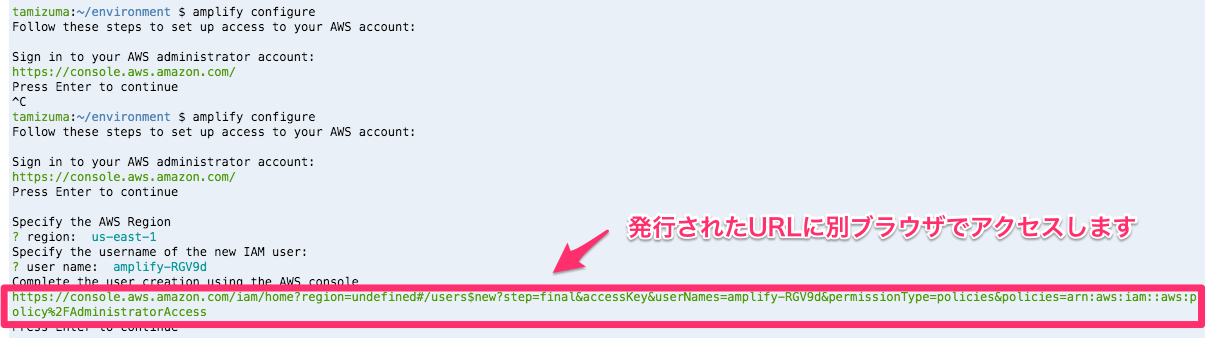 tamizuma:~/environment $ amplify configure
Follow these steps to set up access to your AWS account:
Sign in to your AWS administrator account:
https://console.aws.amazon.com/
Press Enter to continue
^C
tamizuma:~/environment $ amplify configure
Follow these steps to set up access to your AWS account:
Sign in to your AWS administrator account:
https://console.aws.amazon.com/
Press Enter to continue
Specify the AWS Region
? region:  us-east-1
発行されたURLに別ブラウザでアクセスします
Specify the username of the new IAM user:
? user name:  amplify-RGV9d
Complete the user creation using the AWS console
https://console.aws.amazon.com/iam/home?region=undefined#/users$new?step=final&accessKey&userNames=amplify-RGV9d&permissionType=policies&policies=arn:aws:iam::aws:p
olicy%2FAdministratorAccess
Press Enter to continue